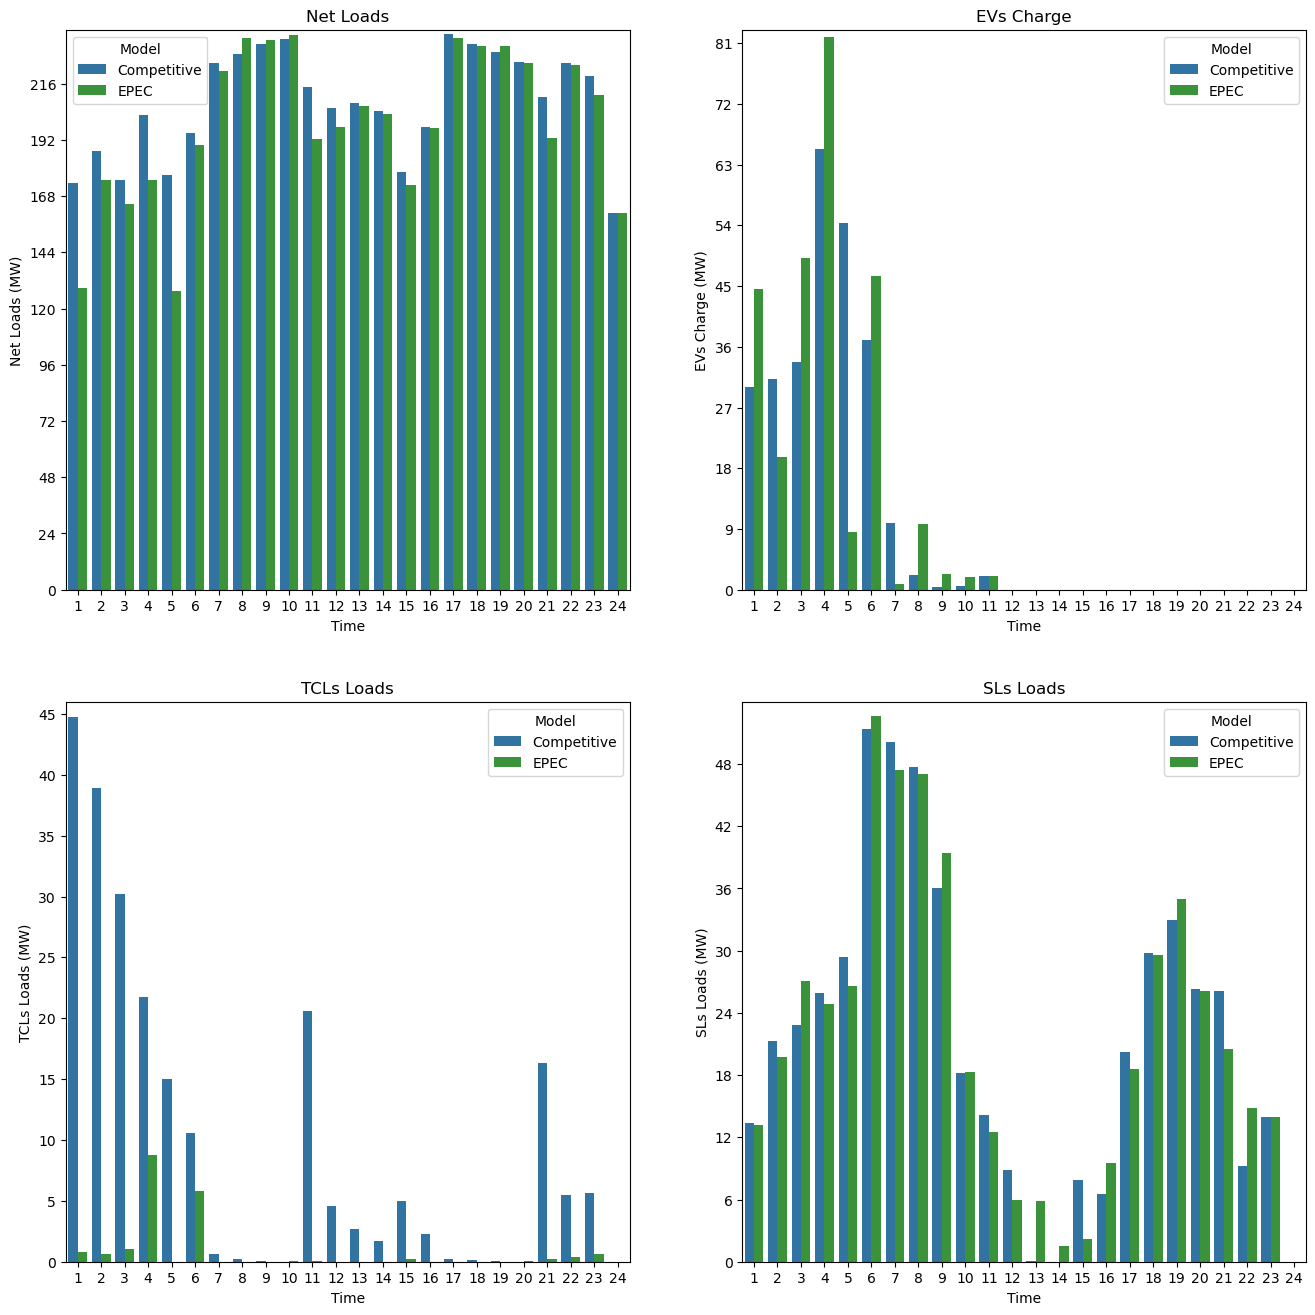 Net Loads
Model
Competitive
EPEC
216
192
168
144
120
96
72
48
24
0
Net Loads (MW)
1 2 3 4 5 6 7 8 9 10 11 12 13 14 15 16 17 18 19 20 21 22 23 24
Time
EVs Charge
Model
Competitive
EPEC
81
72
63
54
45
36
27
18
9
0
EVs Charge (MW)
1 2 3 4 5 6 7 8 9 10 11 12 13 14 15 16 17 18 19 20 21 22 23 24
Time
TCLs Loads
Model
Competitive
EPEC
45
40
35
30
25
20
15
10
5
0
TCLs Loads (MW)
1 2 3 4 5 6 7 8 9 10 11 12 13 14 15 16 17 18 19 20 21 22 23 24
Time
SLs Loads
Model
Competitive
EPEC
48
42
36
30
24
18
12
6
0
SLs Loads (MW)
1 2 3 4 5 6 7 8 9 10 11 12 13 14 15 16 17 18 19 20 21 22 23 24
Time